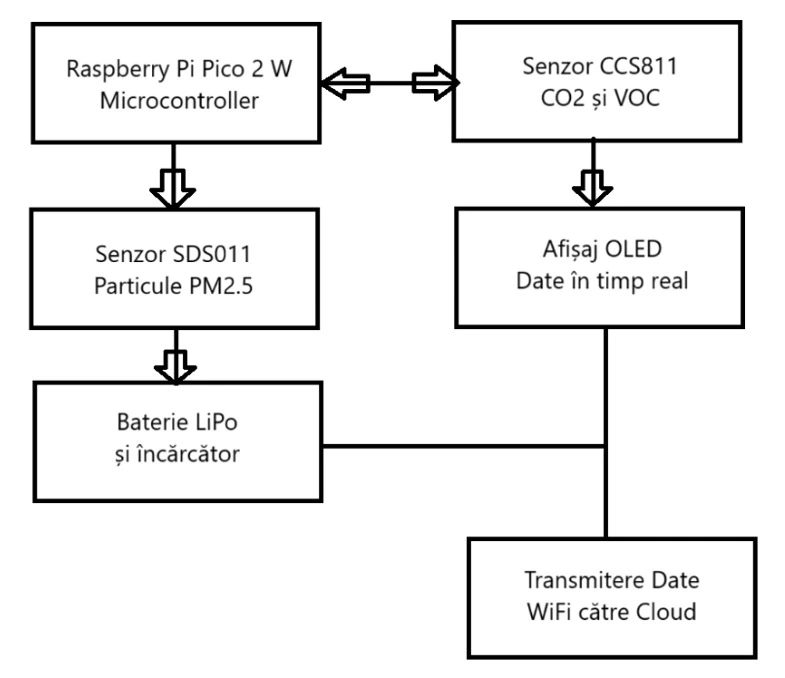 Raspberry Pi Pico 2 W
Microcontroller
Senzor CCS811
CO2 și VOC
Senzor SDS011
Particule PM2.5
Afișaj OLED
Date în timp real
Baterie LiPo
și încărcător
Transmitere Date
WiFi către Cloud